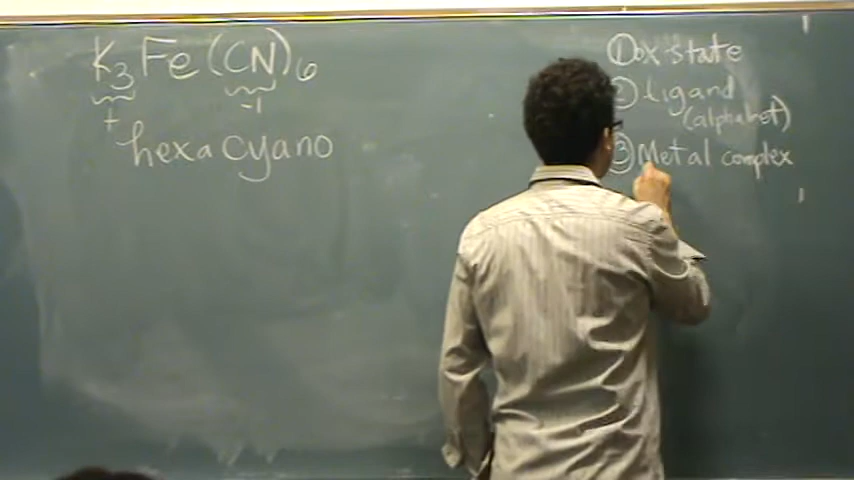 K3Fe(CN)6
+ -1
hexacyano
① ox state
② ligand
(alphabet)
③ Metal complex